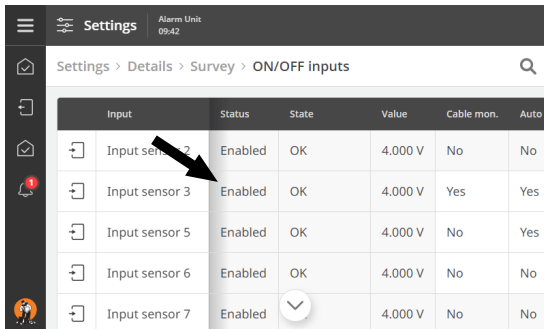 Settings
Alarm Unit
09:42
Settings > Details > Survey > ON/OFF inputs
Input Status State Value Cable mon. Auto
Input sensor 2 Enabled OK 4.000 V No No
1
Input sensor 3 Enabled OK 4.000 V Yes Yes
Input sensor 5 Enabled OK 4.000 V No Yes
Input sensor 6 Enabled OK 4.000 V No No
Input sensor 7 Enabled 4.000 V No No